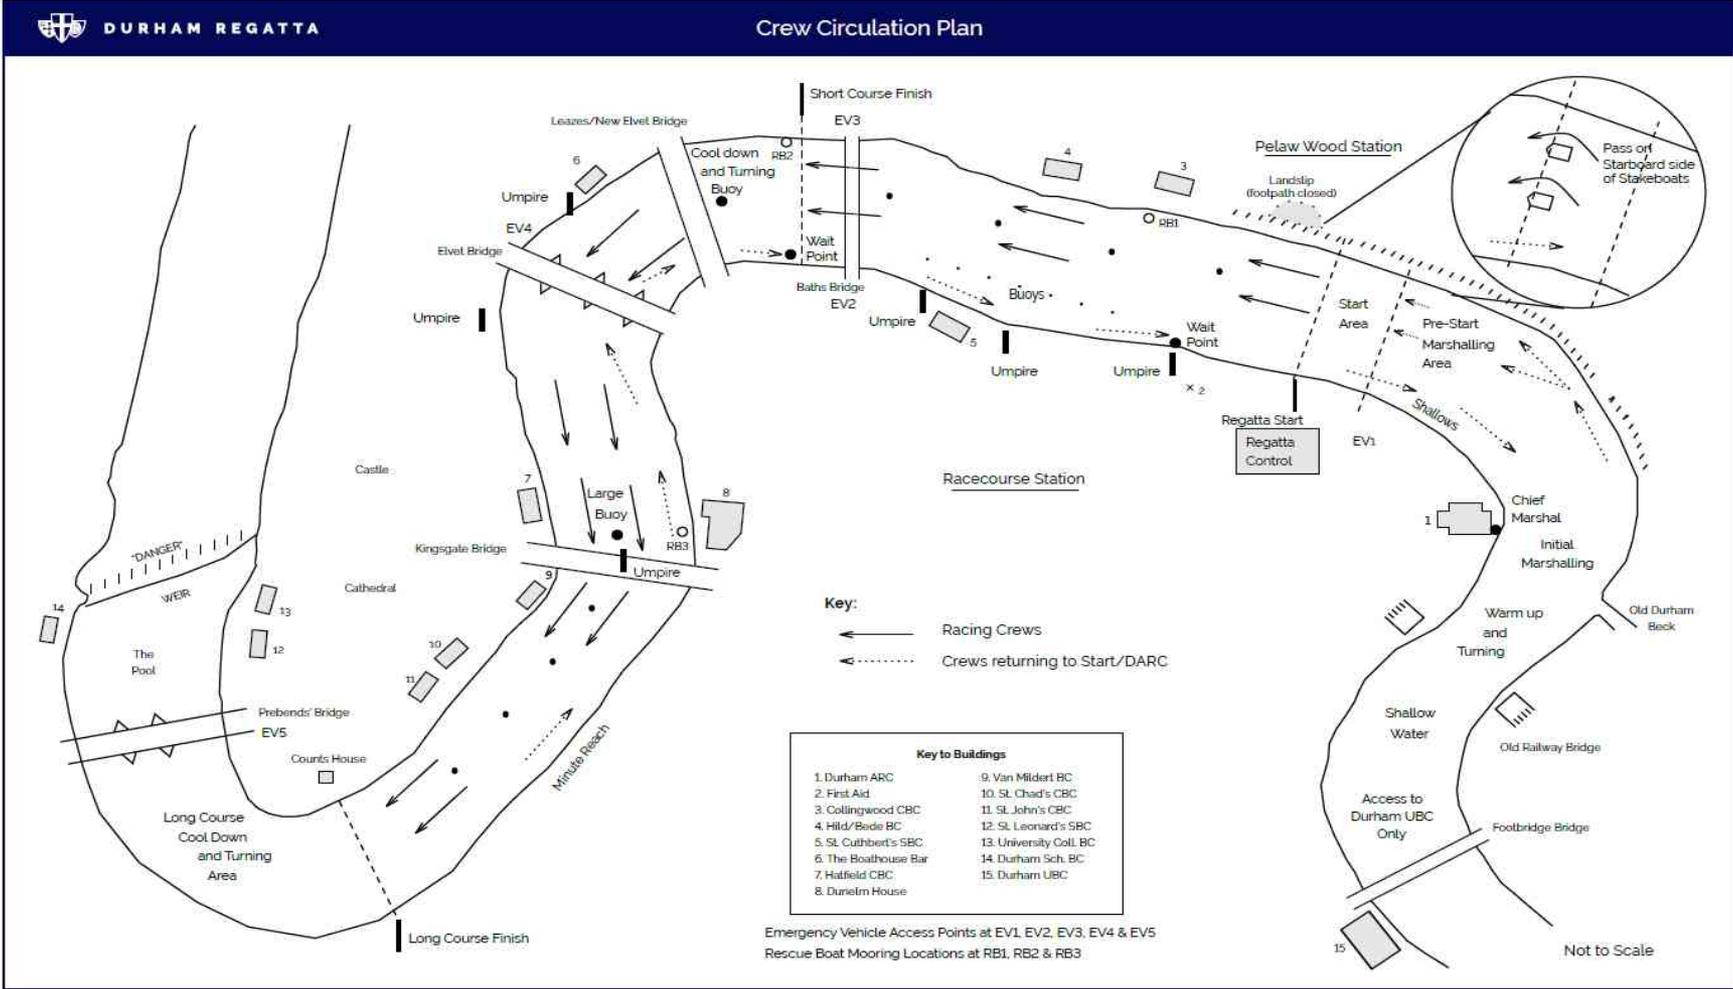 DURHAM REGATTA
Crew Circulation Plan
Short Course Finish
EV3
Leazes/New Elvet Bridge
6
Umpire
EV4
Elvet Bridge
Umpire
Cool down
and Turning
Buoy
RB2
Wait
Point
Baths Bridge
EV2
Umpire
5
Umpire
Buoys
4
3
RB1
Umpire
Wait
Point
× 2
Pelaw Wood Station
Landslip
(footpath closed)
Pass on
Starboard side
of Stakeboats
Start
Area
Pre-Start
Marshalling
Area
Shallows
Regatta Start
Regatta
Control
EV1
Racecourse Station
Chief
Marshal
1
Initial
Marshalling
Old Durham
Beck
Warm up
and
Turning
Shallow
Water
Old Railway Bridge
Access to
Durham UBC
Only
Footbridge Bridge
15
Not to Scale
Castle
7
Large
Buoy
8
RB3
Kingsgate Bridge
Umpire
9
Cathedral
"DANGER"
WEIR
14
13
12
The
Pool
10
11
Prebends' Bridge
EV5
Counts House
Minute Reach
Long Course
Cool Down
and Turning
Area
Long Course Finish
Key:
Racing Crews
Crews returning to Start/DARC
Key to Buildings
1. Durham ARC
2. First Aid
3. Collingwood CBC
4. Hild/Bede BC
5. St. Cuthbert's SBC
6. The Boathouse Bar
7. Hatfield CBC
8. Dunelm House
9. Van Mildert BC
10. St. Chad's CBC
11. St. John's CBC
12. St. Leonard's SBC
13. University Coll. BC
14. Durham Sch. BC
15. Durham UBC
Emergency Vehicle Access Points at EV1, EV2, EV3, EV4 & EV5
Rescue Boat Mooring Locations at RB1, RB2 & RB3